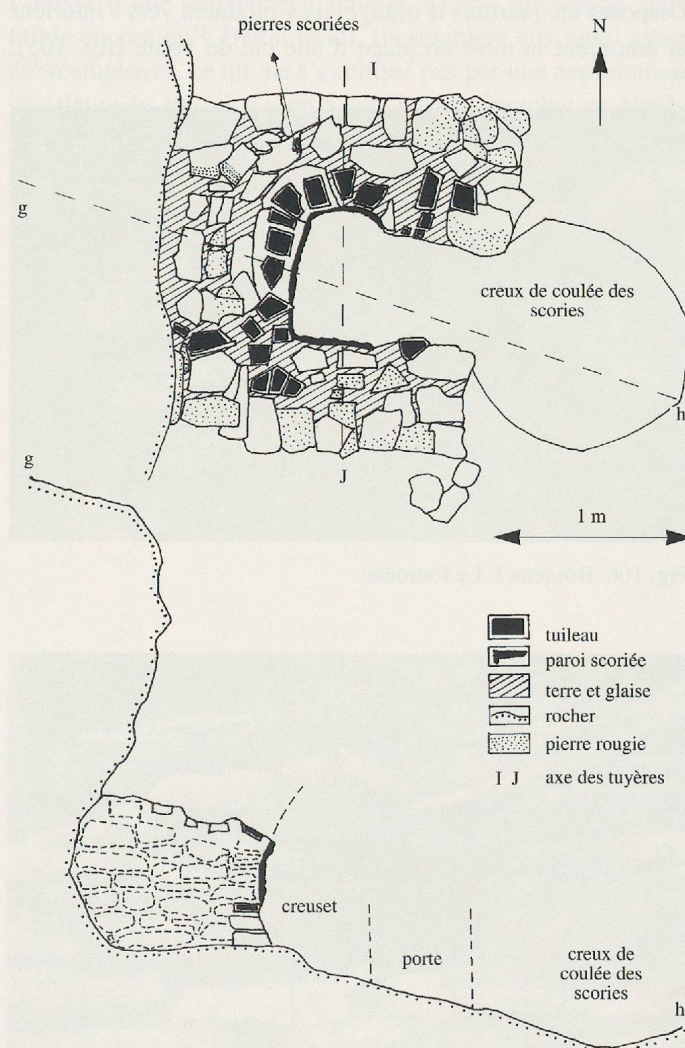 pierres scoriées
I
N
g
creux de coulée des
scories
h
g
J
1 m
tuileau
paroi scoriée
terre et glaise
rocher
pierre rougie
I J axe des tuyères
creuset
porte
creux de
coulée des
scories
h